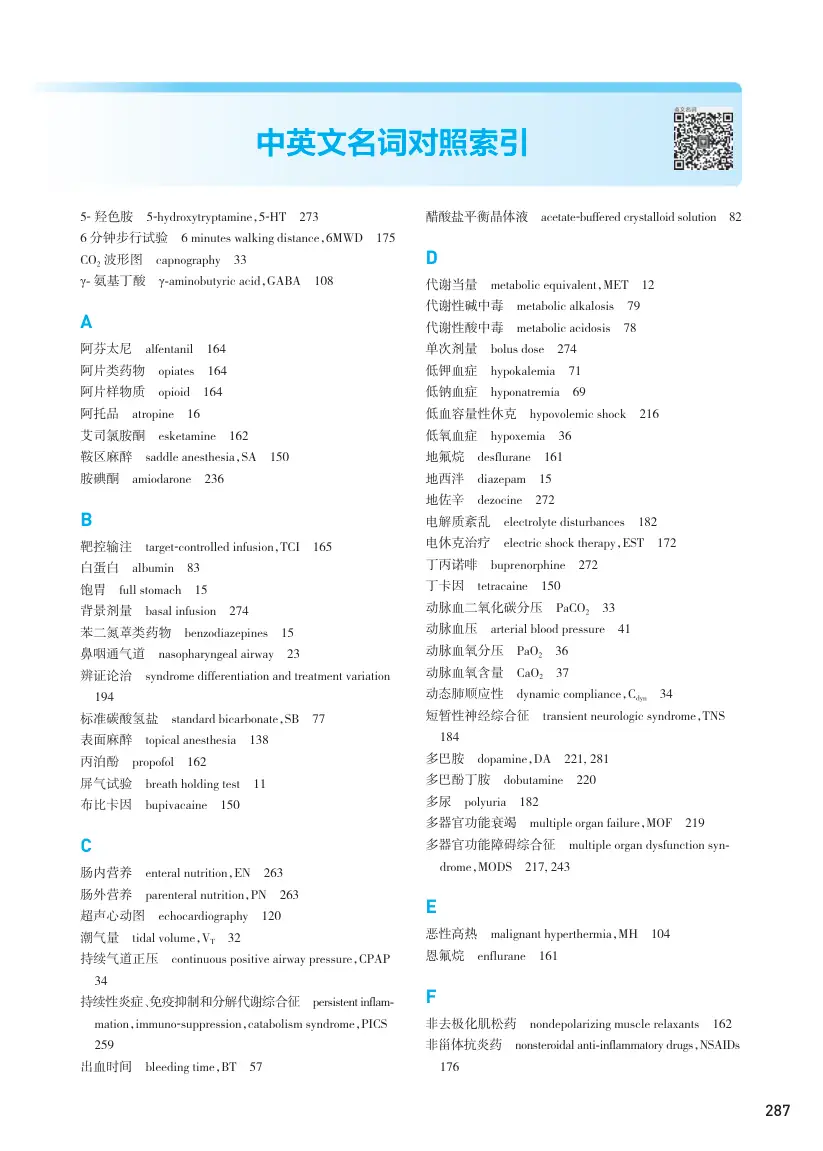 英文名词
中英文名词对照索引
5- 羟色胺 5-hydroxytryptamine,5-HT 273
6 分钟步行试验 6 minutes walking distance,6MWD 175
CO₂ 波形图 capnography 33
γ- 氨基丁酸 γ-aminobutyric acid,GABA 108
A
阿芬太尼 alfentanil 164
阿片类药物 opiates 164
阿片样物质 opioid 164
阿托品 atropine 16
艾司氯胺酮 esketamine 162
鞍区麻醉 saddle anesthesia,SA 150
胺碘酮 amiodarone 236
B
靶控输注 target-controlled infusion,TCI 165
白蛋白 albumin 83
饱胃 full stomach 15
背景剂量 basal infusion 274
苯二氮䓬类药物 benzodiazepines 15
鼻咽通气道 nasopharyngeal airway 23
辨证论治 syndrome differentiation and treatment variation
194
标准碳酸氢盐 standard bicarbonate,SB 77
表面麻醉 topical anesthesia 138
丙泊酚 propofol 162
屏气试验 breath holding test 11
布比卡因 bupivacaine 150
C
肠内营养 enteral nutrition,EN 263
肠外营养 parenteral nutrition,PN 263
超声心动图 echocardiography 120
潮气量 tidal volume,V_T 32
持续气道正压 continuous positive airway pressure,CPAP
34
持续性炎症、免疫抑制和分解代谢综合征 persistent inflam-
mation,immuno-suppression,catabolism syndrome,PICS
259
出血时间 bleeding time,BT 57
醋酸盐平衡晶体液 acetate-buffered crystalloid solution 82
D
代谢当量 metabolic equivalent,MET 12
代谢性碱中毒 metabolic alkalosis 79
代谢性酸中毒 metabolic acidosis 78
单次剂量 bolus dose 274
低钾血症 hypokalemia 71
低钠血症 hyponatremia 69
低血容量性休克 hypovolemic shock 216
低氧血症 hypoxemia 36
地氟烷 desflurane 161
地西泮 diazepam 15
地佐辛 dezocine 272
电解质紊乱 electrolyte disturbances 182
电休克治疗 electric shock therapy,EST 172
丁丙诺啡 buprenorphine 272
丁卡因 tetracaine 150
动脉血二氧化碳分压 PaCO₂ 33
动脉血压 arterial blood pressure 41
动脉血氧分压 PaO₂ 36
动脉血氧含量 CaO₂ 37
动态肺顺应性 dynamic compliance,C_dyn 34
短暂性神经综合征 transient neurologic syndrome,TNS
184
多巴胺 dopamine,DA 221, 281
多巴酚丁胺 dobutamine 220
多尿 polyuria 182
多器官功能衰竭 multiple organ failure,MOF 219
多器官功能障碍综合征 multiple organ dysfunction syn-
drome,MODS 217, 243
E
恶性高热 malignant hyperthermia,MH 104
恩氟烷 enflurane 161
F
非去极化肌松药 nondepolarizing muscle relaxants 162
非甾体抗炎药 nonsteroidal anti-inflammatory drugs,NSAIDs
176
287